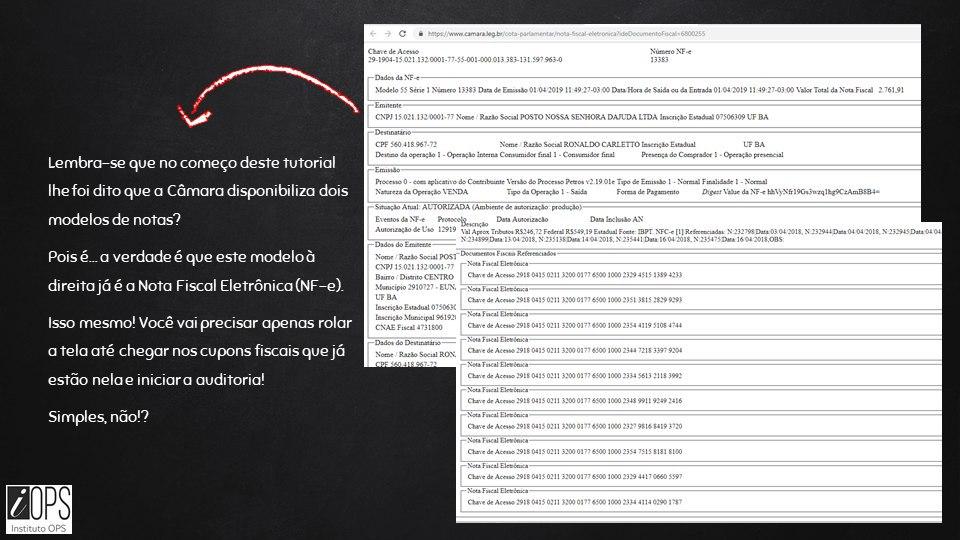 Lembra-se que no começo deste tutorial
lhe foi dito que a Câmara disponibiliza dois
modelos de notas?
Pois é... a verdade é que este modelo à
direita já é a Nota Fiscal Eletrônica (NF-e).
Isso mesmo! Você vai precisar apenas rolar
a tela até chegar nos cupons fiscais que já
estão nela e iniciar a auditoria!
Simples, não!?
iOPS
Instituto OPS
https://www.camara.leg.br/cota-parlamentar/nota-fiscal-eletronica?ideDocumentoFiscal=6800255
Chave de Acesso Número NF-e
29-1904-15.021.132/0001-77-55-001-000.013.383-131.597.963-0 13383
Dados da NF-e
Modelo 55 Série 1 Número 13383 Data de Emissão 01/04/2019 11:49:27-03:00 Data/Hora de Saída ou da Entrada 01/04/2019 11:49:27-03:00 Valor Total da Nota Fiscal 2.761,91
Emitente
CNPJ 15.021.132/0001-77 Nome / Razão Social POSTO NOSSA SENHORA DAJUDA LTDA Inscrição Estadual 07506309 UF BA
Destinatário
CPF 560.418.967-72 Nome / Razão Social RONALDO CARLETTO Inscrição Estadual UF BA
Destino da operação 1 - Operação Interna Consumidor final 1 - Consumidor final Presença do Comprador 1 - Operação presencial
Emissão
Processo 0 - com aplicativo do Contribuinte Versão do Processo Petros v2.19.01e Tipo de Emissão 1 - Normal Finalidade 1 - Normal
Natureza da Operação VENDA Tipo da Operação 1 - Saída Forma de Pagamento Digest Value da NF-e
Situação Atual: AUTORIZADA (Ambiente de autorização: produção)
Eventos da NF-e Protocolo Data Autorização Data Inclusão AN
Autorização de Uso 12919
Dados do Emitente
Nome / Razão Social POST
CNPJ 15.021.132/0001-77
Bairro / Distrito CENTRO
Município 2910727 - EUN
UF BA
Inscrição Estadual 0750630
Inscrição Municipal 96192
CNAE Fiscal 4731800
Dados do Destinatário
Nome / Razão Social RON
CPF 560.418.967-72
Descrição
Val Aprox Tributos R$246,72 Federal R$549,19 Estadual Fonte: IBPT. NFC-e [1] Referenciadas: N:232798|Data:03/04/2018, N:232944|Data:04/04/2018, N:232945|Data:04/04
N:234899|Data:13/04/2018, N:235138|Data:14/04/2018, N:235441|Data:16/04/2018, N:235475|Data:16/04/2018,OBS:
Documentos Fiscais Referenciados
Nota Fiscal Eletrônica
Chave de Acesso 2918 0415 0211 3200 0177 6500 1000 2329 4515 1389 4233
Nota Fiscal Eletrônica
Chave de Acesso 2918 0415 0211 3200 0177 6500 1000 2351 3815 2829 9293
Nota Fiscal Eletrônica
Chave de Acesso 2918 0415 0211 3200 0177 6500 1000 2354 4119 5108 4744
Nota Fiscal Eletrônica
Chave de Acesso 2918 0415 0211 3200 0177 6500 1000 2344 7218 3397 9204
Nota Fiscal Eletrônica
Chave de Acesso 2918 0415 0211 3200 0177 6500 1000 2334 5613 2118 3992
Nota Fiscal Eletrônica
Chave de Acesso 2918 0415 0211 3200 0177 6500 1000 2348 9911 9249 2416
Nota Fiscal Eletrônica
Chave de Acesso 2918 0415 0211 3200 0177 6500 1000 2327 9816 8419 3720
Nota Fiscal Eletrônica
Chave de Acesso 2918 0415 0211 3200 0177 6500 1000 2354 7515 8181 8100
Nota Fiscal Eletrônica
Chave de Acesso 2918 0415 0211 3200 0177 6500 1000 2329 4417 0660 5597
Nota Fiscal Eletrônica
Chave de Acesso 2918 0415 0211 3200 0177 6500 1000 2334 4114 0290 1787